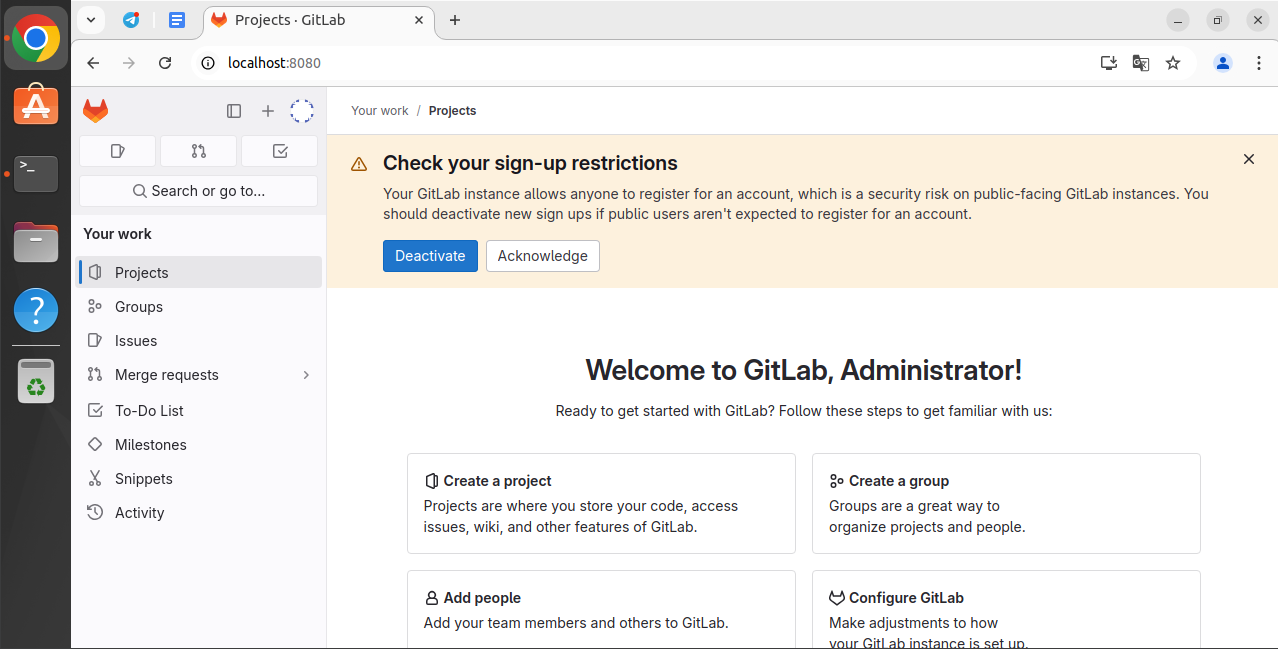 Projects · GitLab
localhost:8080
Search or go to...
Your work
Projects
Groups
Issues
Merge requests
To-Do List
Milestones
Snippets
Activity
Your work / Projects
Check your sign-up restrictions
Your GitLab instance allows anyone to register for an account, which is a security risk on public-facing GitLab instances. You
should deactivate new sign ups if public users aren't expected to register for an account.
Deactivate
Acknowledge
Welcome to GitLab, Administrator!
Ready to get started with GitLab? Follow these steps to get familiar with us:
Create a project
Projects are where you store your code, access
issues, wiki, and other features of GitLab.
Create a group
Groups are a great way to
organize projects and people.
Add people
Add your team members and others to GitLab.
Configure GitLab
Make adjustments to how
your GitLab instance is set up.